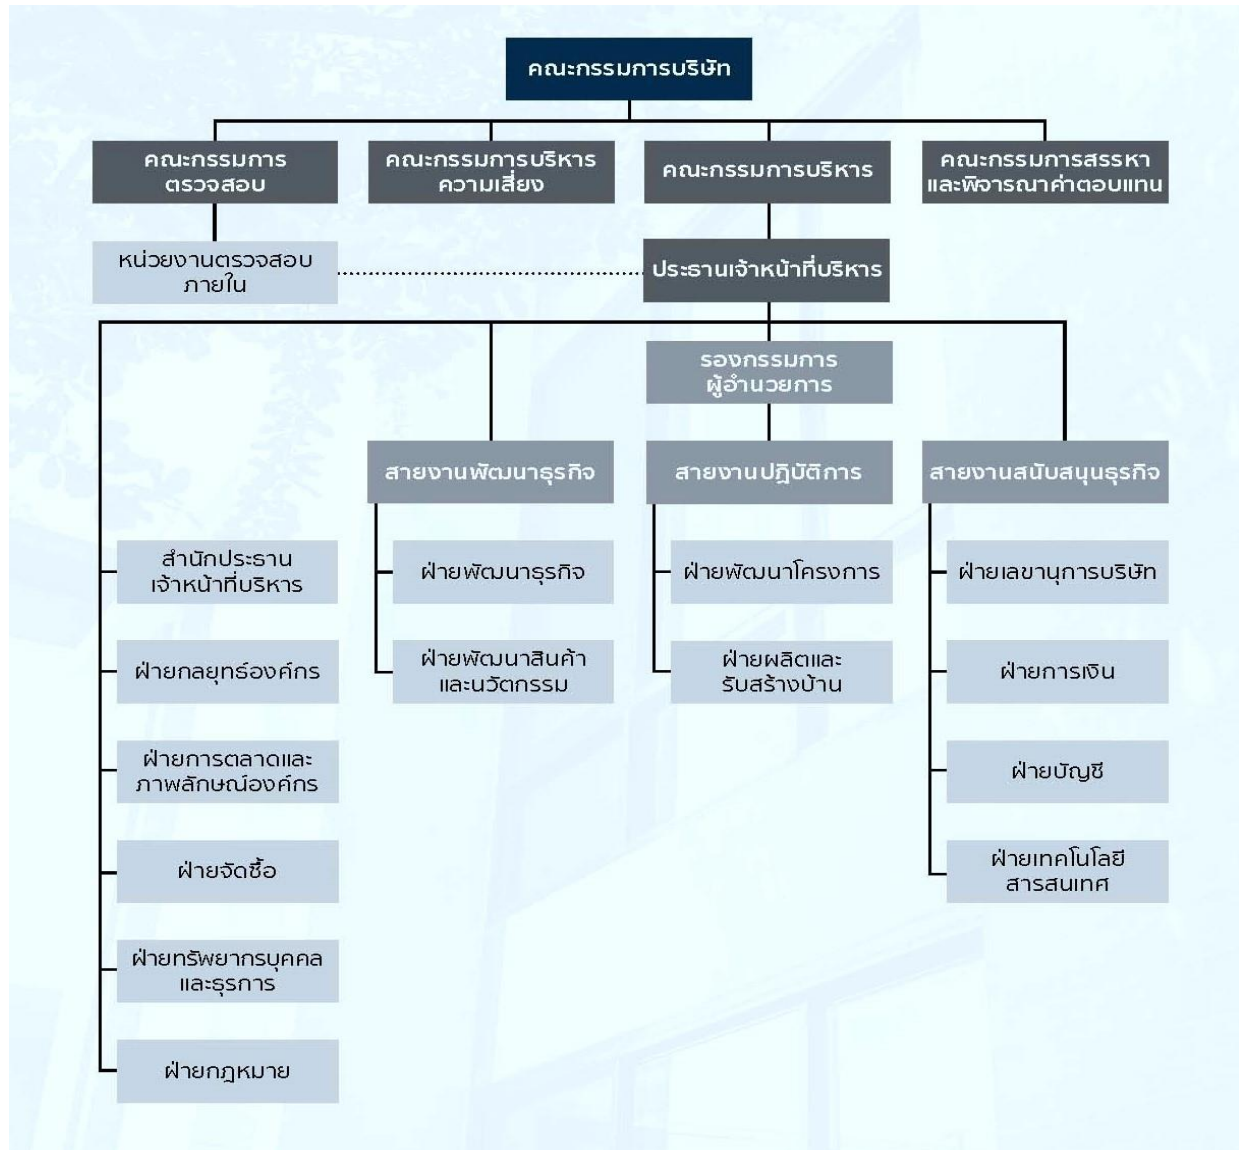 คณะกรรมการบริษัท
คณะกรรมการ
ตรวจสอบ
คณะกรรมการบริหาร
ความเสี่ยง
คณะกรรมการบริหาร
คณะกรรมการสรรหา
และพิจารณาค่าตอบแทน
หน่วยงานตรวจสอบ
ภายใน
ประธานเจ้าหน้าที่บริหาร
รองกรรมการ
ผู้อำนวยการ
สายงานพัฒนาธุรกิจ
สายงานปฏิบัติการ
สายงานสนับสนุนธุรกิจ
สำนักประธาน
เจ้าหน้าที่บริหาร
ฝ่ายพัฒนาธุรกิจ
ฝ่ายพัฒนาโครงการ
ฝ่ายเลขานุการบริษัท
ฝ่ายกลยุทธ์องค์กร
ฝ่ายพัฒนาสินค้า
และนวัตกรรม
ฝ่ายผลิตและ
รับสร้างบ้าน
ฝ่ายการเงิน
ฝ่ายการตลาดและ
ภาพลักษณ์องค์กร
ฝ่ายบัญชี
ฝ่ายจัดซื้อ
ฝ่ายเทคโนโลยี
สารสนเทศ
ฝ่ายทรัพยากรบุคคล
และธุรการ
ฝ่ายกฎหมาย